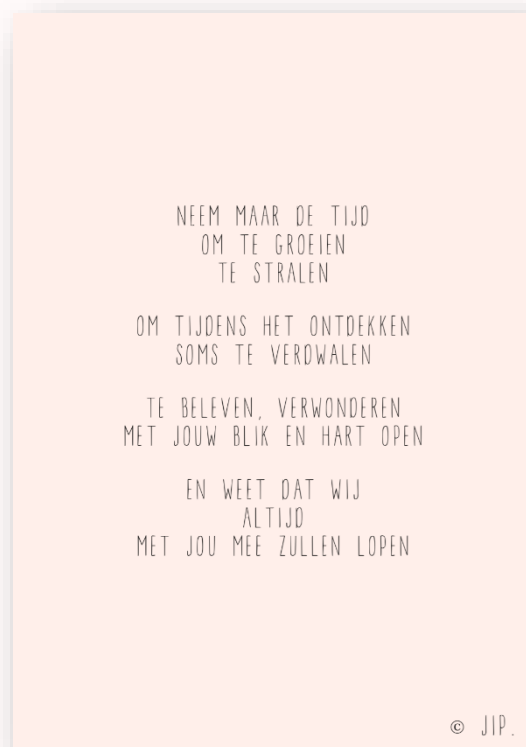 NEEM MAAR DE TIJD
OM TE GROEIEN
TE STRALEN
OM TIJDENS HET ONTDEKKEN
SOMS TE VERDWALEN
TE BELEVEN, VERWONDEREN
MET JOUW BLIK EN HART OPEN
EN WEET DAT WIJ
ALTIJD
MET JOU MEE ZULLEN LOPEN
© JIP.